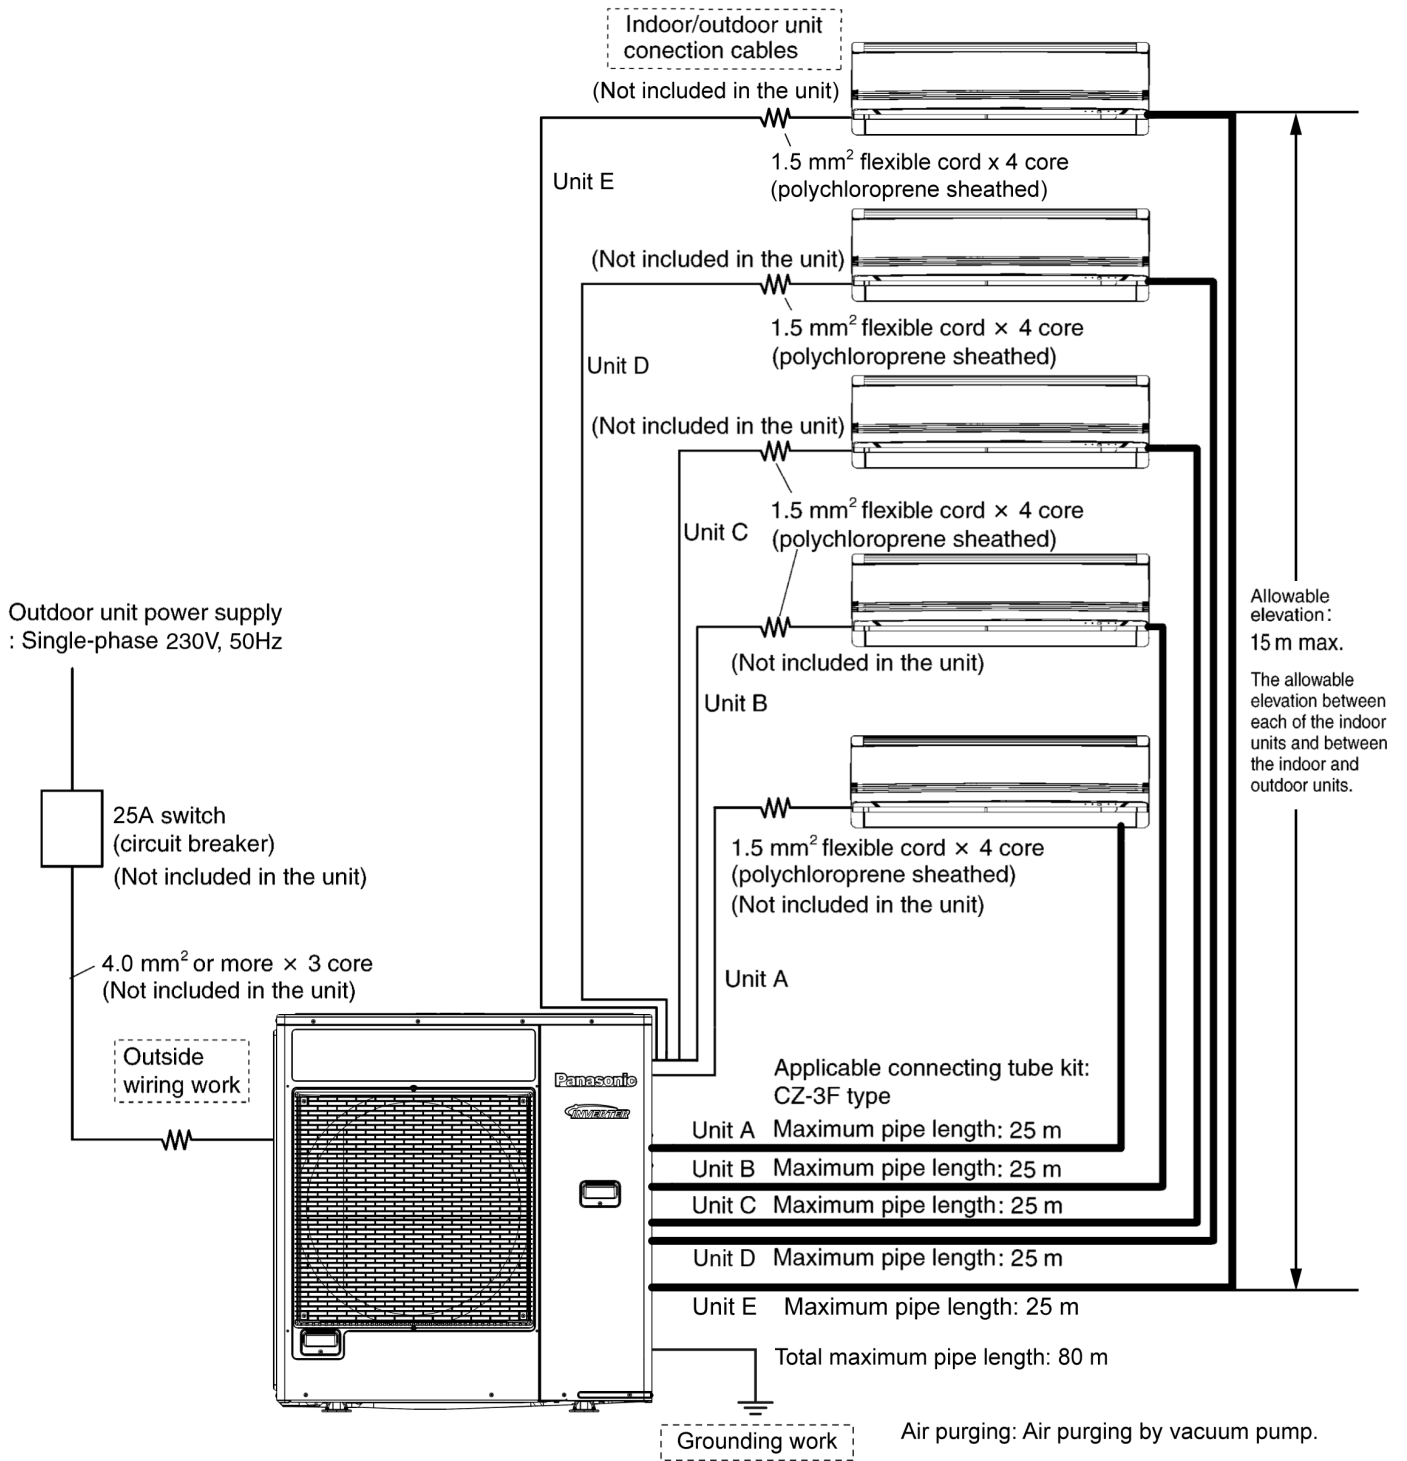 Indoor/outdoor unit
conection cables
(Not included in the unit)
1.5 mm² flexible cord x 4 core
(polychloroprene sheathed)
Unit E
(Not included in the unit)
1.5 mm² flexible cord × 4 core
(polychloroprene sheathed)
Unit D
(Not included in the unit)
1.5 mm² flexible cord × 4 core
(polychloroprene sheathed)
Unit C
(Not included in the unit)
Unit B
1.5 mm² flexible cord × 4 core
(polychloroprene sheathed)
(Not included in the unit)
Unit A
Allowable
elevation:
15 m max.
The allowable
elevation between
each of the indoor
units and between
the indoor and
outdoor units.
Outdoor unit power supply
: Single-phase 230V, 50Hz
25A switch
(circuit breaker)
(Not included in the unit)
4.0 mm² or more × 3 core
(Not included in the unit)
Outside
wiring work
Panasonic
INVERTER
Applicable connecting tube kit:
CZ-3F type
Unit A Maximum pipe length: 25 m
Unit B Maximum pipe length: 25 m
Unit C Maximum pipe length: 25 m
Unit D Maximum pipe length: 25 m
Unit E Maximum pipe length: 25 m
Total maximum pipe length: 80 m
Grounding work
Air purging: Air purging by vacuum pump.